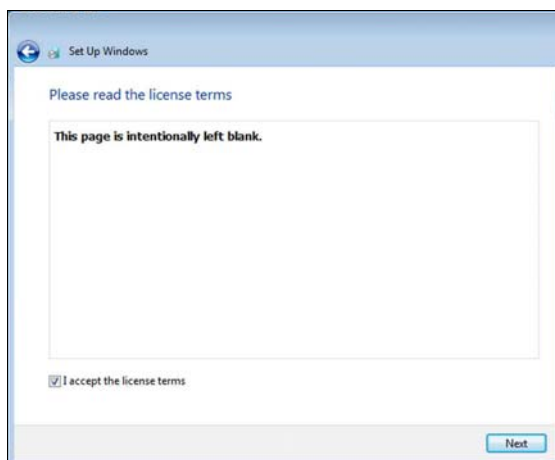 Set Up Windows
Please read the license terms
This page is intentionally left blank.
I accept the license terms
Next